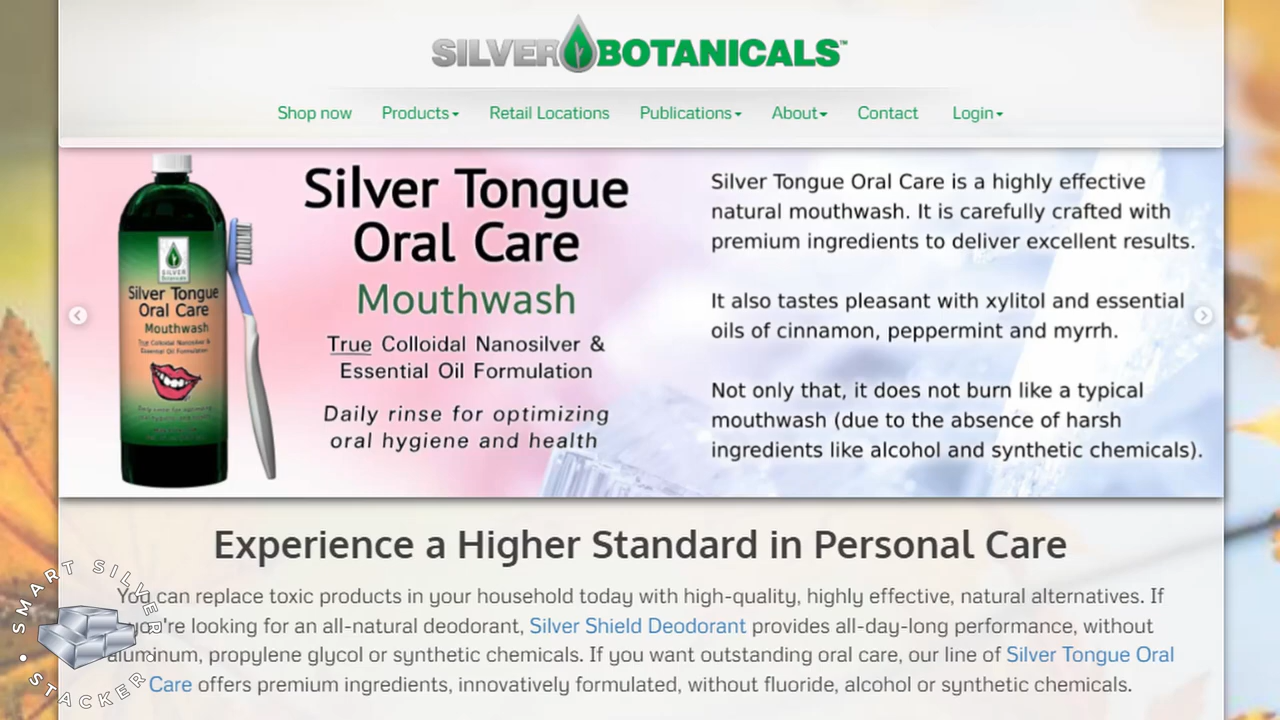 SILVER BOTANICALS™
Shop now Products Retail Locations Publications About Contact Login
Silver Tongue
Oral Care
Mouthwash
True Colloidal Nanosilver &
Essential Oil Formulation
Daily rinse for optimizing
oral hygiene and health
Silver Tongue Oral Care is a highly effective
natural mouthwash. It is carefully crafted with
premium ingredients to deliver excellent results.
It also tastes pleasant with xylitol and essential
oils of cinnamon, peppermint and myrrh.
Not only that, it does not burn like a typical
mouthwash (due to the absence of harsh
ingredients like alcohol and synthetic chemicals).
SILVER
Botanicals
Silver Tongue
Oral Care
Mouthwash
True Colloidal Nanosilver &
Essential Oil Formulation
Experience a Higher Standard in Personal Care
You can replace toxic products in your household today with high-quality, highly effective, natural alternatives. If
you're looking for an all-natural deodorant, Silver Shield Deodorant provides all-day-long performance, without
aluminum, propylene glycol or synthetic chemicals. If you want outstanding oral care, our line of Silver Tongue Oral
Care offers premium ingredients, innovatively formulated, without fluoride, alcohol or synthetic chemicals.
SMART SILVER
STACKER